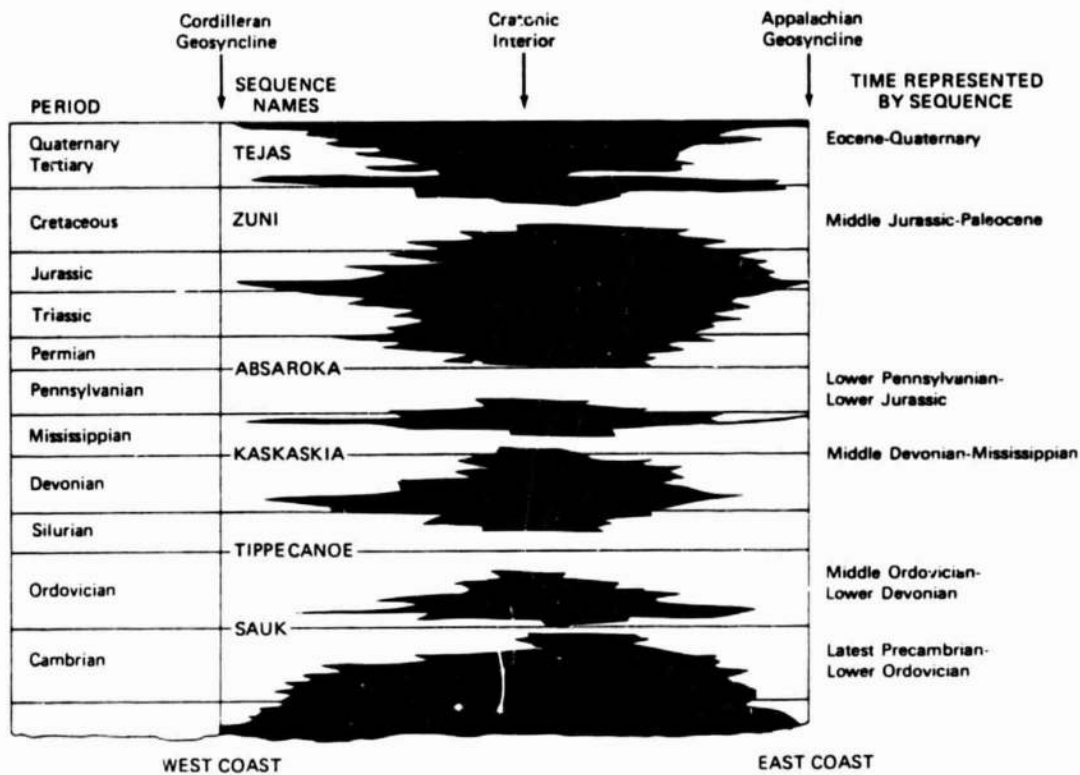 Cordilleran
Geosyncline
Cratonic
Interior
Appalachian
Geosyncline
PERIOD
SEQUENCE
NAMES
TIME REPRESENTED
BY SEQUENCE
Quaternary
Tertiary
TEJAS
Eocene-Quaternary
Cretaceous
ZUNI
Middle Jurassic-Paleocene
Jurassic
Triassic
Permian
ABSAROKA
Pennsylvanian
Lower Pennsylvanian-
Lower Jurassic
Mississippian
KASKASKIA
Middle Devonian-Mississippian
Devonian
Silurian
TIPPECANOE
Ordovician
Middle Ordovician-
Lower Devonian
SAUK
Cambrian
Latest Precambrian-
Lower Ordovician
WEST COAST
EAST COAST